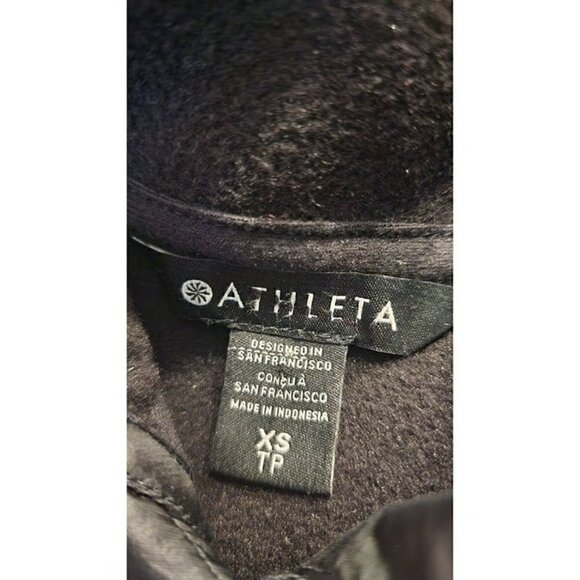 ATHLETA
DESIGNED IN
SAN FRANCISCO
CONÇU À
SAN FRANCISCO
MADE IN INDONESIA
XS
TP